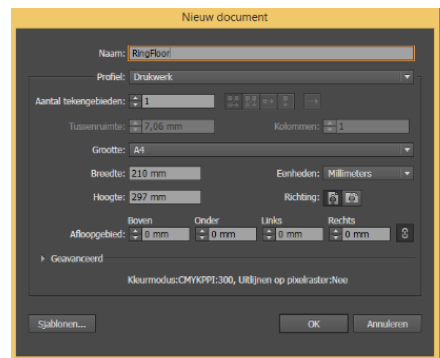 Nieuw document
Naam: RingFloor
Profiel: Drukwerk
Aantal tekengebieden: 1
Tussenruimte: 7,06 mm Kolommen: 1
Grootte: A4
Breedte: 210 mm Eenheden: Millimeters
Hoogte: 297 mm Richting:
Boven Onder Links Rechts
Afloopgebied: 0 mm 0 mm 0 mm 0 mm
Geavanceerd
Kleurmodus:CMYKPPI:300, Uitlijnen op pixelraster:Nee
Sjablonen... OK Annuleren